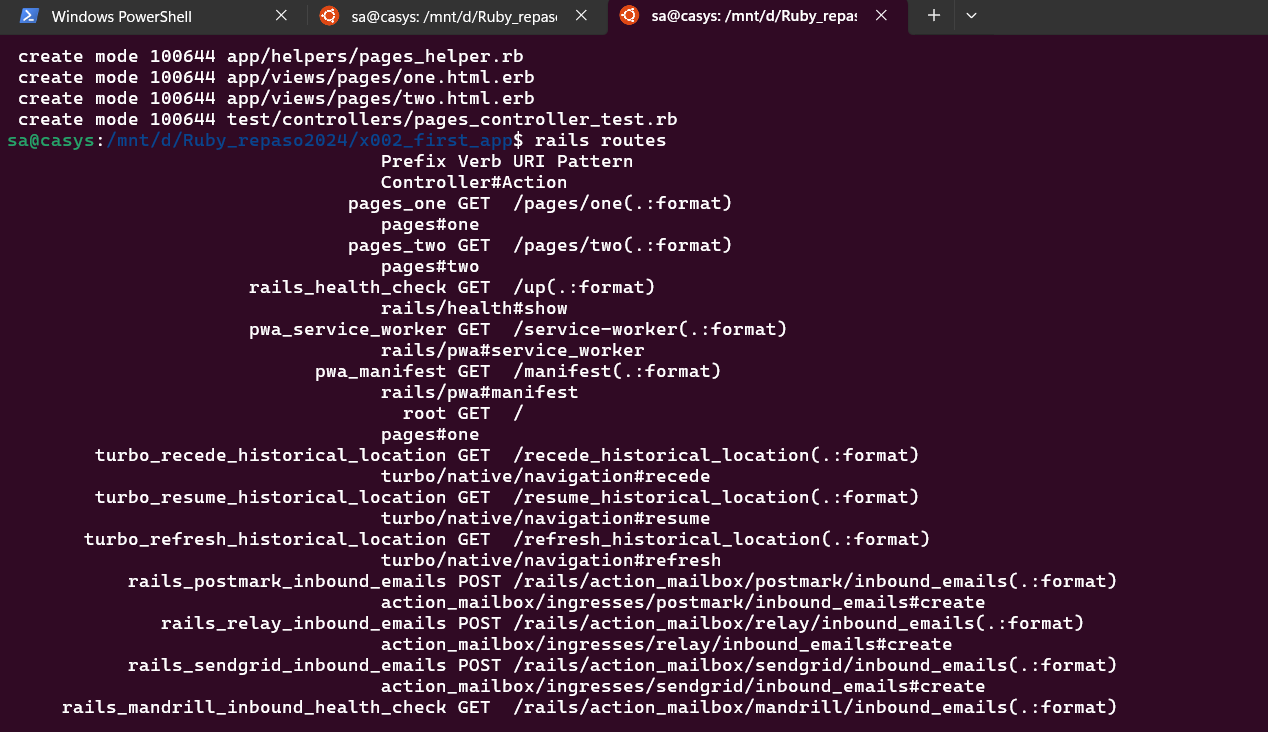 Windows PowerShell
sa@casys: /mnt/d/Ruby_repas
sa@casys: /mnt/d/Ruby_repas
create mode 100644 app/helpers/pages_helper.rb
create mode 100644 app/views/pages/one.html.erb
create mode 100644 app/views/pages/two.html.erb
create mode 100644 test/controllers/pages_controller_test.rb
sa@casys:/mnt/d/Ruby_repaso2024/x002_first_app$ rails routes
Prefix Verb URI Pattern
Controller#Action
pages_one GET /pages/one(.:format)
pages#one
pages_two GET /pages/two(.:format)
pages#two
rails_health_check GET /up(.:format)
rails/health#show
pwa_service_worker GET /service-worker(.:format)
rails/pwa#service_worker
pwa_manifest GET /manifest(.:format)
rails/pwa#manifest
root GET /
pages#one
turbo_recede_historical_location GET /recede_historical_location(.:format)
turbo/native/navigation#recede
turbo_resume_historical_location GET /resume_historical_location(.:format)
turbo/native/navigation#resume
turbo_refresh_historical_location GET /refresh_historical_location(.:format)
turbo/native/navigation#refresh
rails_postmark_inbound_emails POST /rails/action_mailbox/postmark/inbound_emails(.:format)
action_mailbox/ingresses/postmark/inbound_emails#create
rails_relay_inbound_emails POST /rails/action_mailbox/relay/inbound_emails(.:format)
action_mailbox/ingresses/relay/inbound_emails#create
rails_sendgrid_inbound_emails POST /rails/action_mailbox/sendgrid/inbound_emails(.:format)
action_mailbox/ingresses/sendgrid/inbound_emails#create
rails_mandrill_inbound_health_check GET /rails/action_mailbox/mandrill/inbound_emails(.:format)